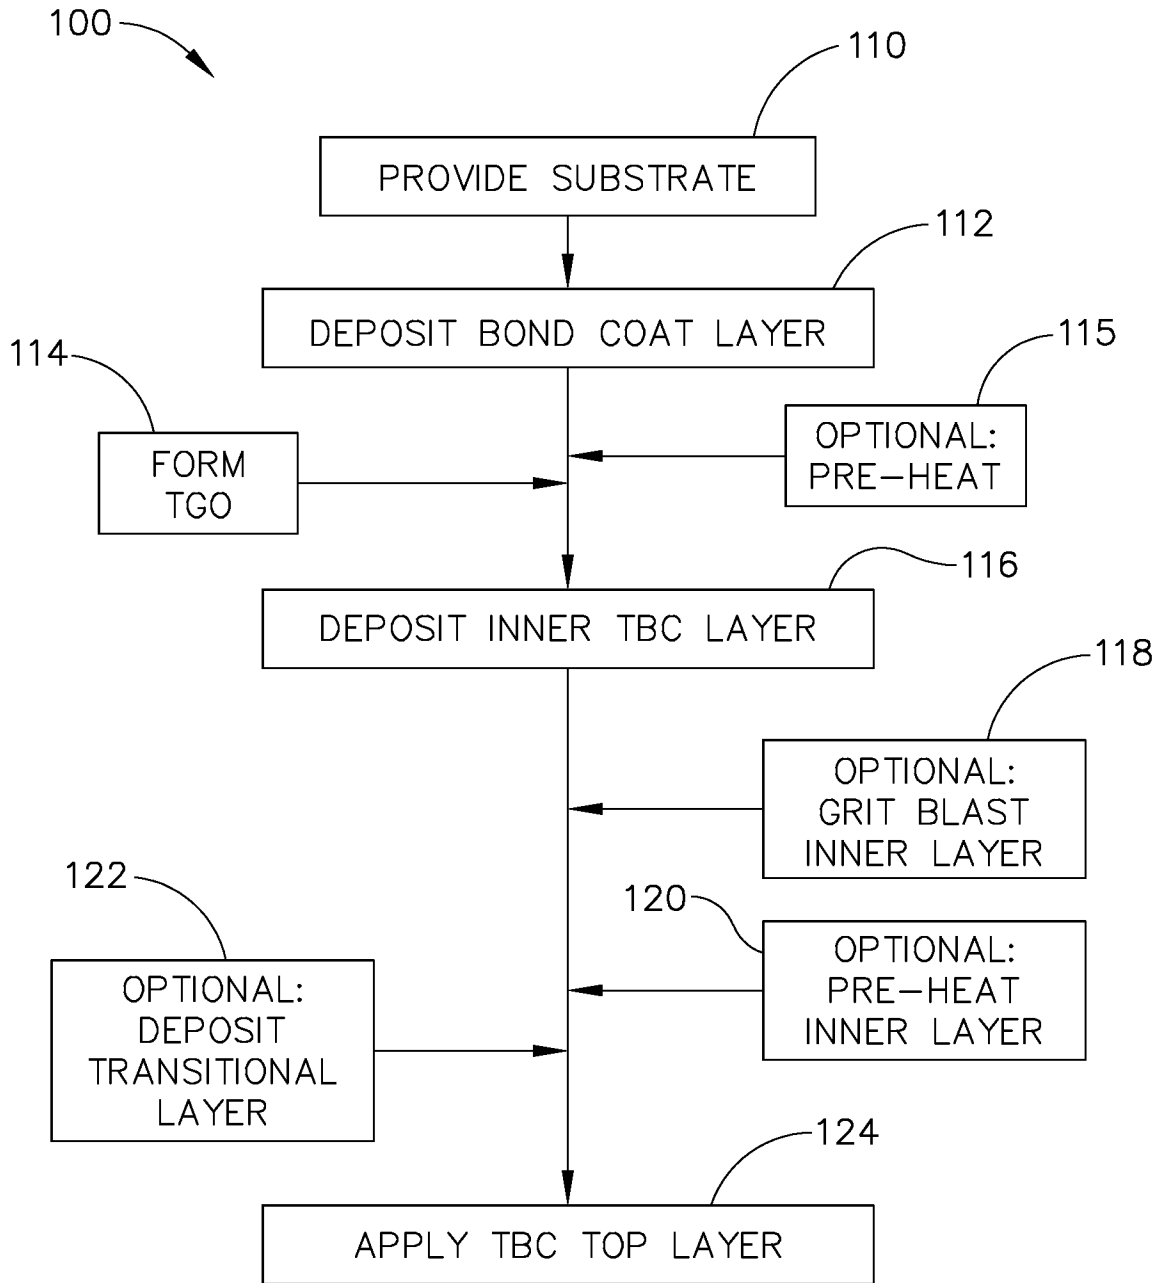 100
110
PROVIDE SUBSTRATE
112
DEPOSIT BOND COAT LAYER
114
115
FORM
TGO
OPTIONAL:
PRE-HEAT
116
DEPOSIT INNER TBC LAYER
118
OPTIONAL:
GRIT BLAST
INNER LAYER
122
120
OPTIONAL:
DEPOSIT
TRANSITIONAL
LAYER
OPTIONAL:
PRE-HEAT
INNER LAYER
124
APPLY TBC TOP LAYER